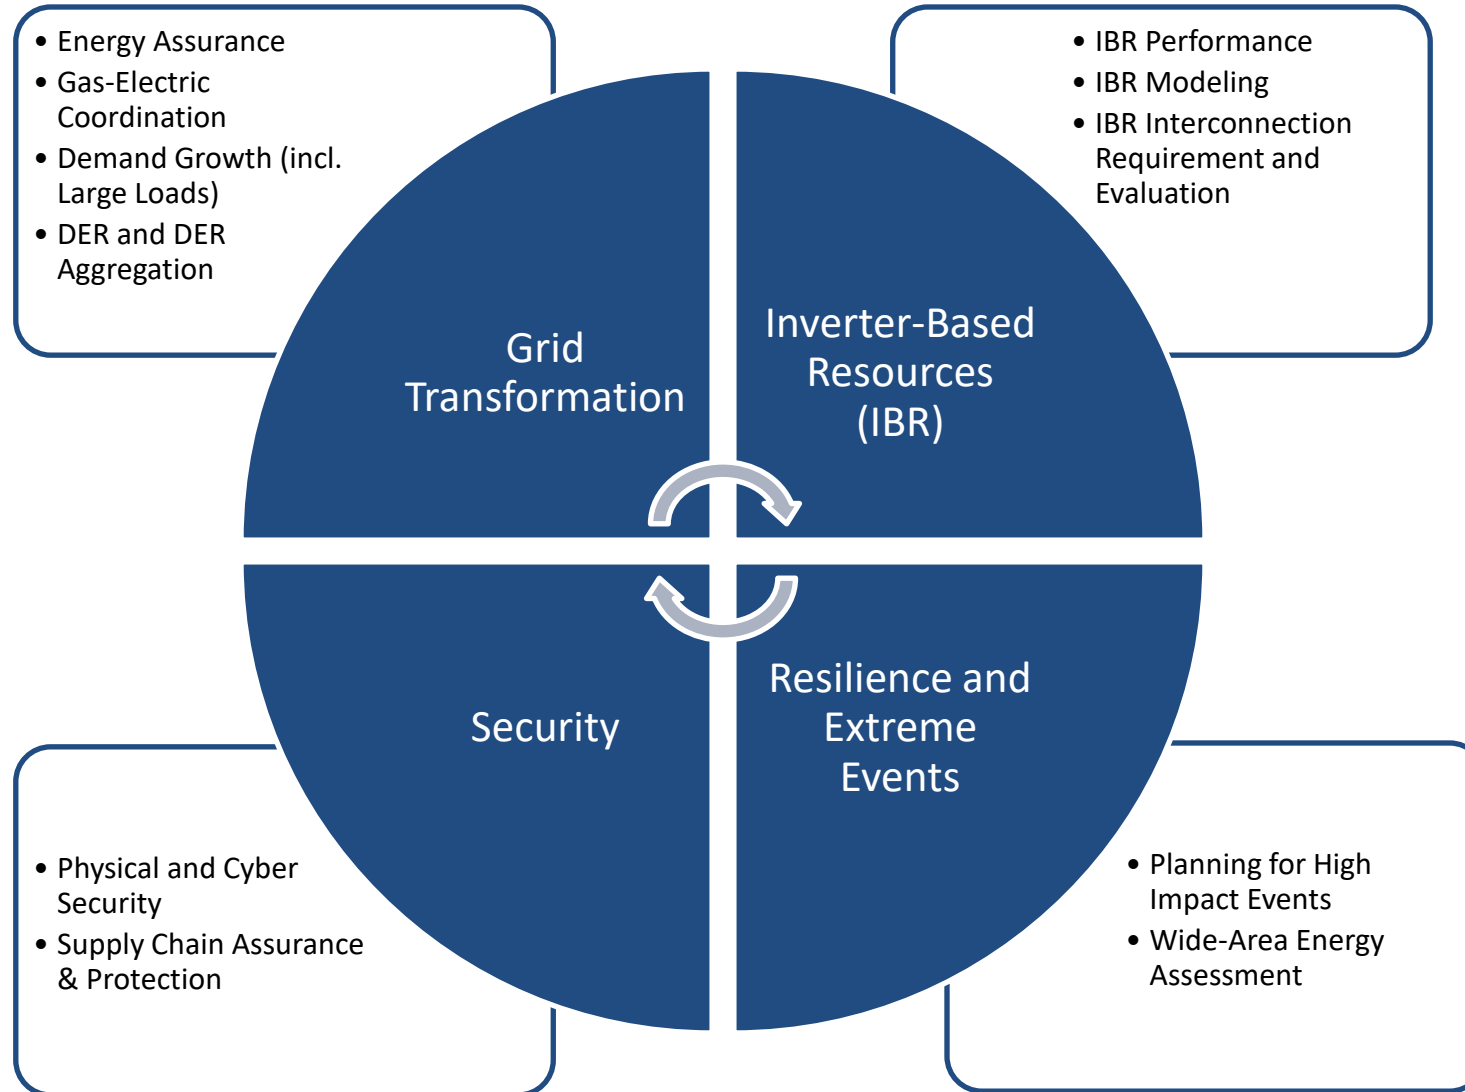 • Energy Assurance
• Gas-Electric
Coordination
• Demand Growth (incl.
Large Loads)
• DER and DER
Aggregation
• IBR Performance
• IBR Modeling
• IBR Interconnection
Requirement and
Evaluation
Grid
Transformation
Inverter-Based
Resources
(IBR)
Security
Resilience and
Extreme
Events
• Physical and Cyber
Security
• Supply Chain Assurance
& Protection
• Planning for High
Impact Events
• Wide-Area Energy
Assessment